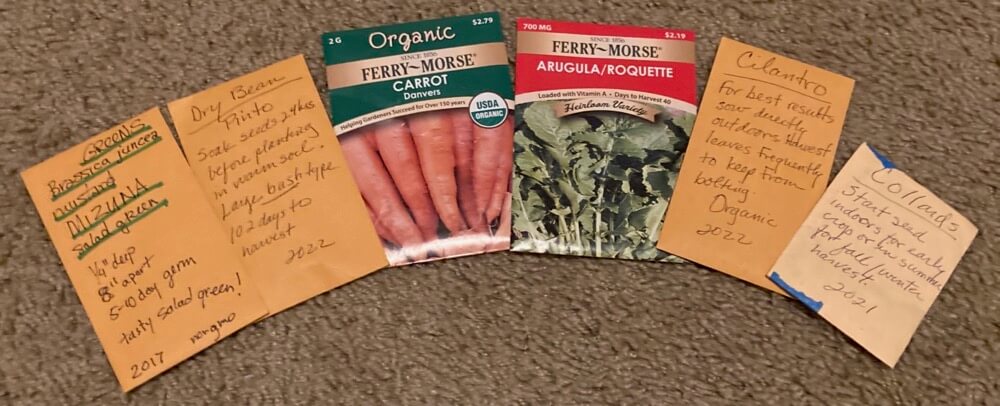 GREENS
Brassica juncea
mustard
MIZUNA
Salad green
1/4" deep
8" apart
5-10 day germ
tasty salad green!
2017 nongmo
Dry Bean
Pinto
Soak seeds 24hrs
before planting
in warm soil.
Large bush type
102 days to
harvest
2022
2 G
Organic
$2.79
SINCE 1856
FERRY~MORSE®
CARROT
Danvers
Helping Gardeners Succeed for Over 150 years
USDA
ORGANIC
700 MG
$2.19
SINCE 1856
FERRY~MORSE®
ARUGULA/ROQUETTE
Loaded with Vitamin A • Days to Harvest 40
Heirloom Variety
Cilantro
For best results
sow directly
outdoors Harvest
leaves frequently
to keep from
bolting.
Organic
2022
Collards
Start seed
indoors for early
crop or in summer
for fall/winter
harvest.
2021